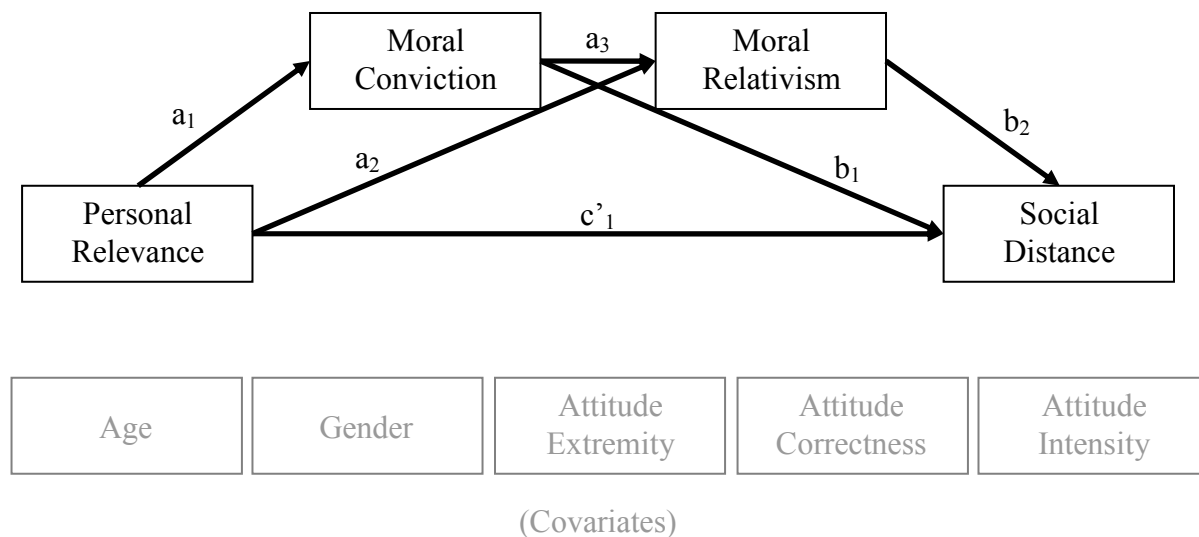 Moral
Conviction
a₃
Moral
Relativism
a₁
a₂
b₁
b₂
Personal
Relevance
c’₁
Social
Distance
Age
Gender
Attitude
Extremity
Attitude
Correctness
Attitude
Intensity
(Covariates)